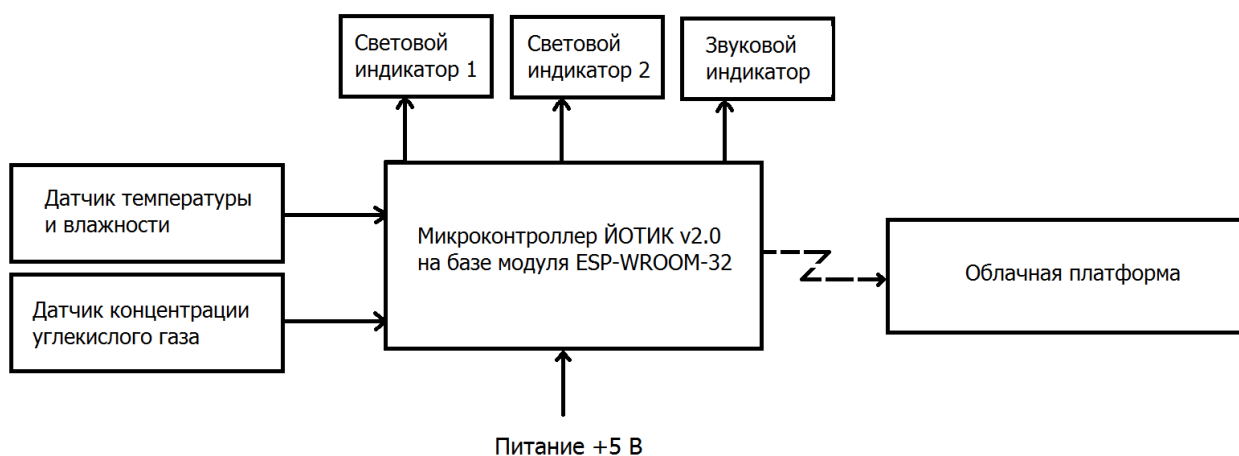 Световой
индикатор 1
Световой
индикатор 2
Звуковой
индикатор
Датчик температуры
и влажности
Микроконтроллер ЙОТИК v2.0
на базе модуля ESP-WROOM-32
Облачная платформа
Датчик концентрации
углекислого газа
Питание +5 В